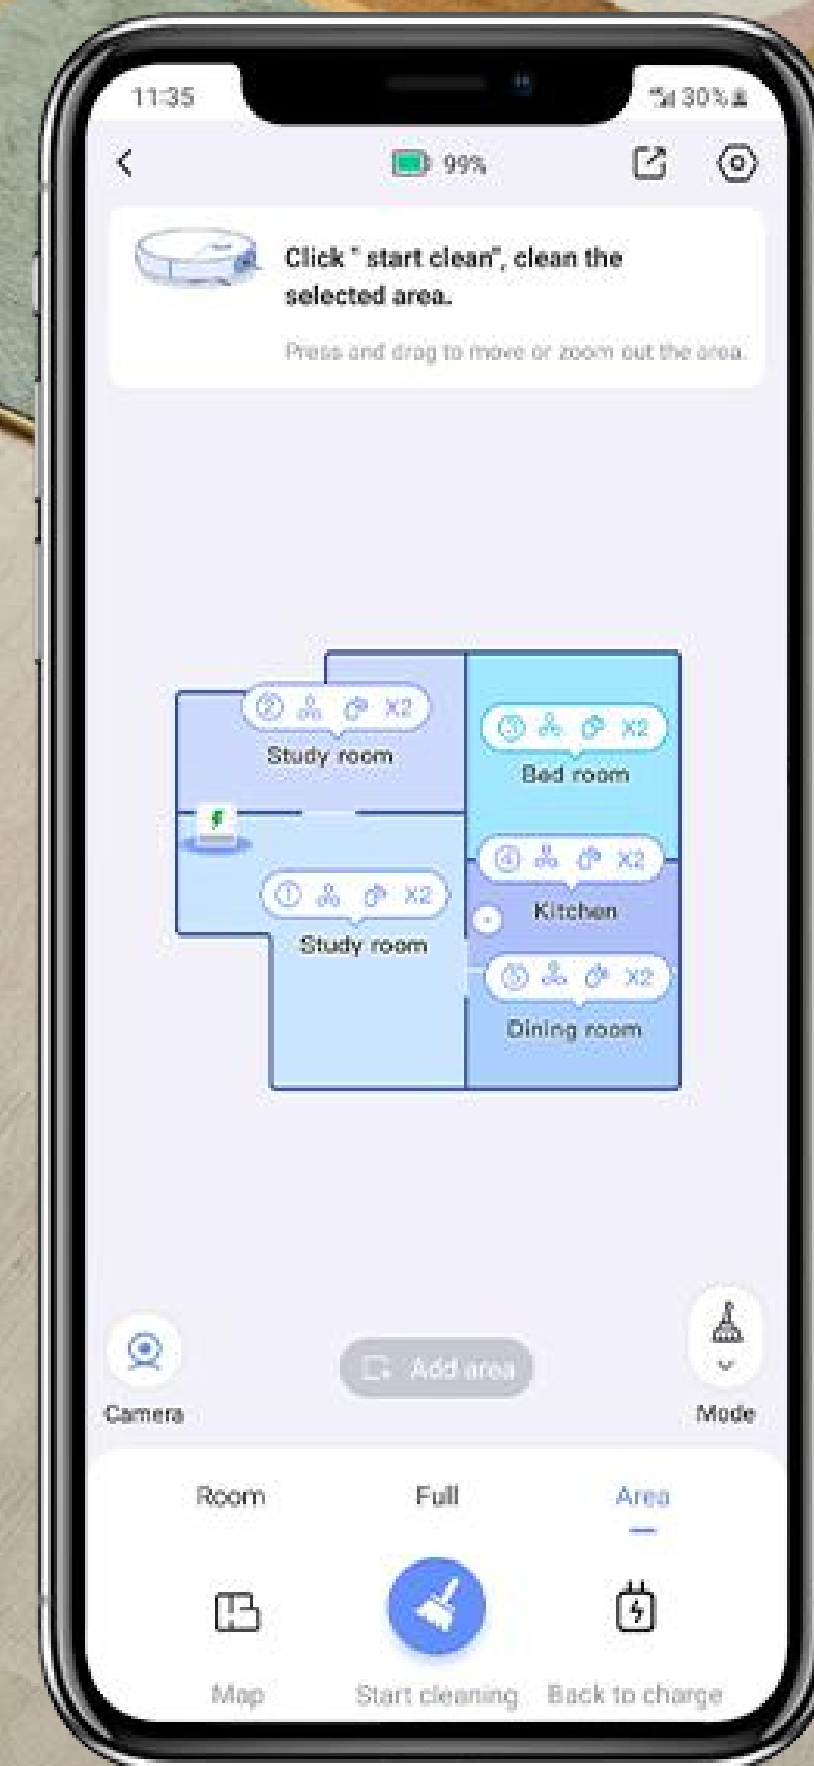 11:35
30%
99%
Click " start clean", clean the
selected area.
Press and drag to move or zoom out the area.
② X2
Study room
③ X2
Bed room
④ X2
Kitchen
① X2
Study room
⑤ X2
Dining room
Add area
Camera
Mode
Room Full Area
Map Start cleaning Back to charge